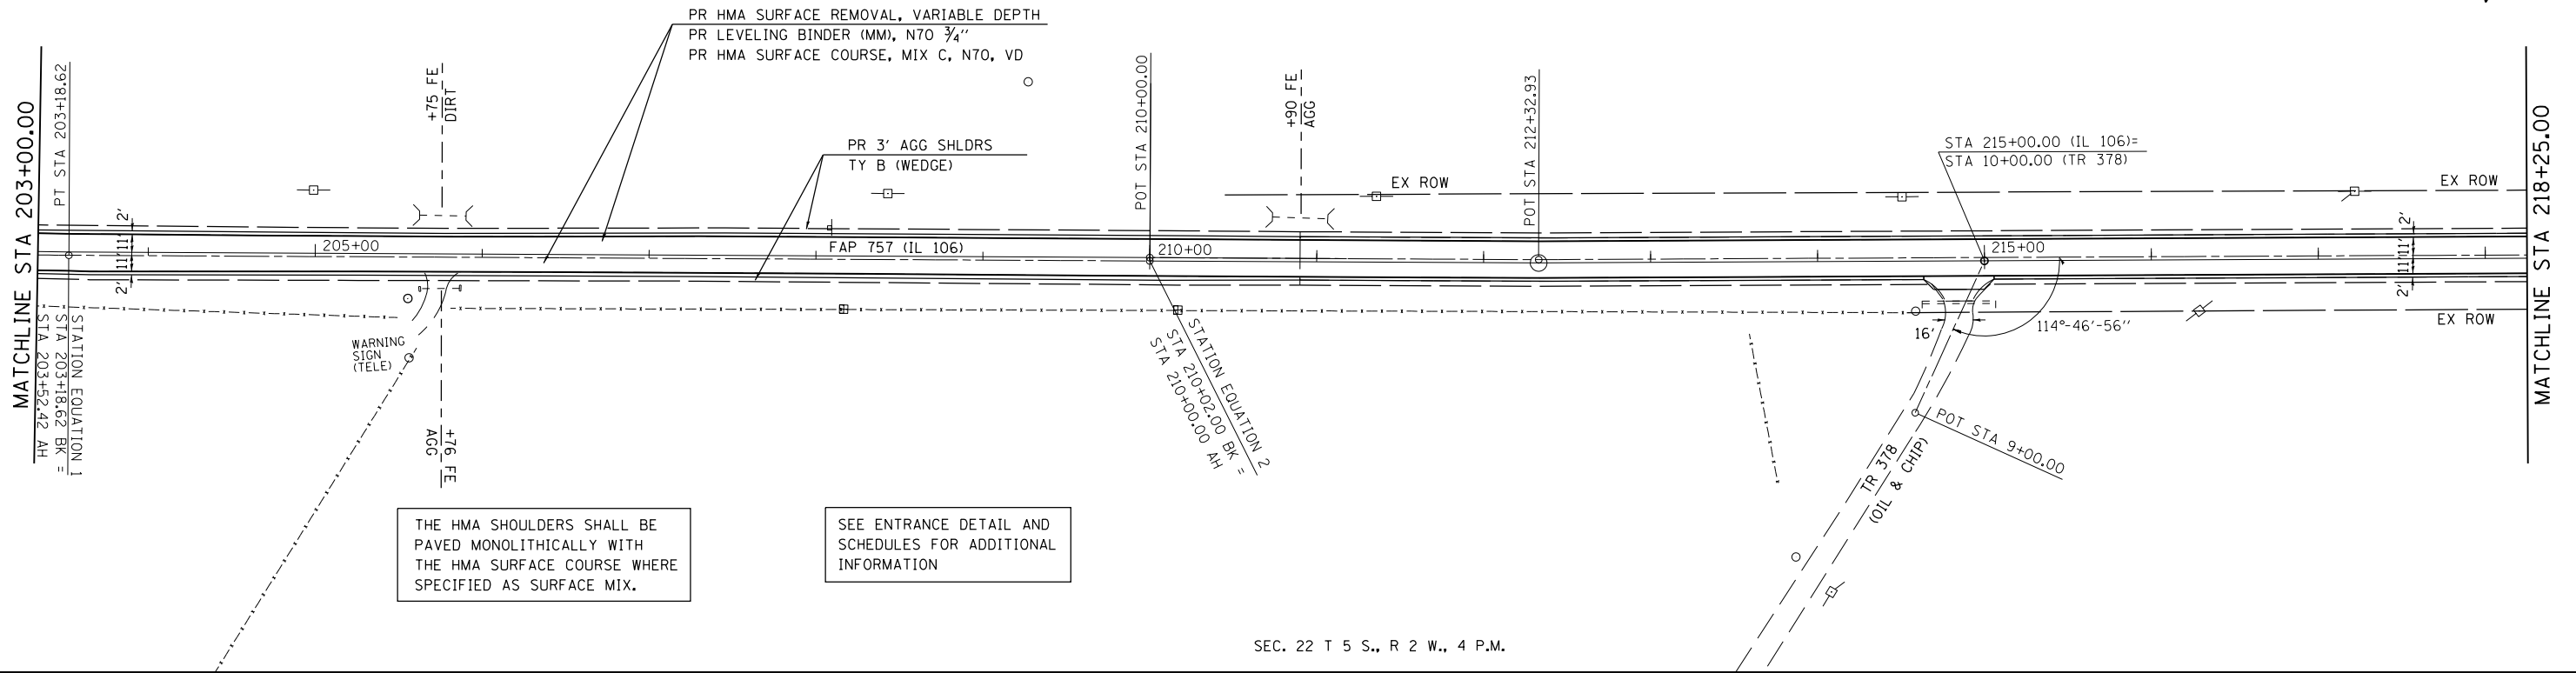 PR HMA SURFACE REMOVAL, VARIABLE DEPTH
PR LEVELING BINDER (MM), N70 ¾"
PR HMA SURFACE COURSE, MIX C, N70, VD
MATCHLINE STA 203+00.00
PT STA 203+18.62
+75 FE
DIRT
PR 3' AGG SHLDRS
TY B (WEDGE)
POT STA 210+00.00
+90 FE
AGG
POT STA 212+32.93
STA 215+00.00 (IL 106)=
STA 10+00.00 (TR 378)
EX ROW
EX ROW
MATCHLINE STA 218+25.00
2'
11'
11'
2'
205+00
FAP 757 (IL 106)
210+00
215+00
2'
11'
11'
2'
STATION EQUATION 1
STA 203+18.62 BK =
STA 203+52.42 AH
WARNING
SIGN
(TELE)
+76 FE
AGG
STATION EQUATION 2
STA 210+02.00 BK =
STA 210+00.00 AH
16'
114°-46'-56"
EX ROW
POT STA 9+00.00
TR 378
(OIL & CHIP)
THE HMA SHOULDERS SHALL BE
PAVED MONOLITHICALLY WITH
THE HMA SURFACE COURSE WHERE
SPECIFIED AS SURFACE MIX.
SEE ENTRANCE DETAIL AND
SCHEDULES FOR ADDITIONAL
INFORMATION
SEC. 22 T 5 S., R 2 W., 4 P.M.